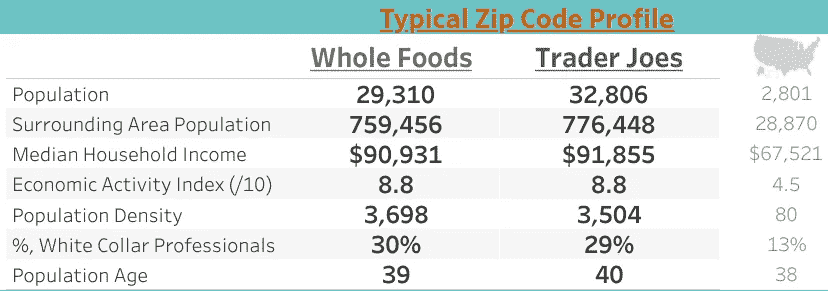 Typical Zip Code Profile
Whole Foods Trader Joes
Population 29,310 32,806 2,801
Surrounding Area Population 759,456 776,448 28,870
Median Household Income $90,931 $91,855 $67,521
Economic Activity Index (/10) 8.8 8.8 4.5
Population Density 3,698 3,504 80
%, White Collar Professionals 30% 29% 13%
Population Age 39 40 38